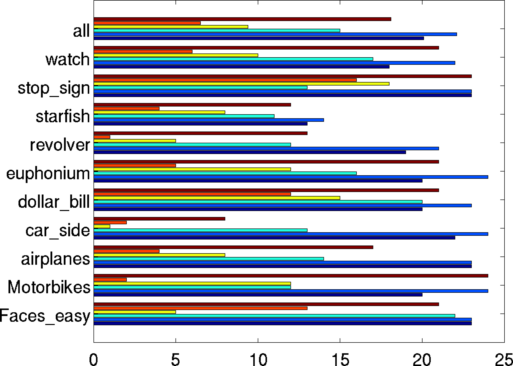 all
watch
stop_sign
starfish
revolver
euphonium
dollar_bill
car_side
airplanes
Motorbikes
Faces_easy
0 5 10 15 20 25